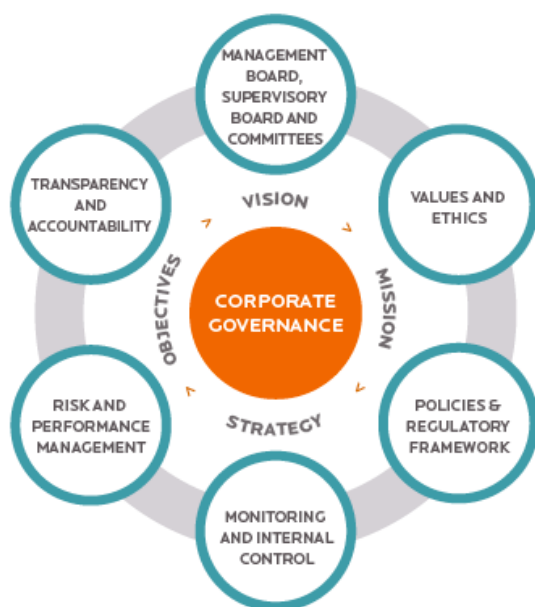 MANAGEMENT
BOARD,
SUPERVISORY
BOARD AND
COMMITTEES
TRANSPARENCY
AND
ACCOUNTABILITY
VALUES AND
ETHICS
VISION
OBJECTIVES
MISSION
CORPORATE
GOVERNANCE
STRATEGY
RISK AND
PERFORMANCE
MANAGEMENT
POLICIES &
REGULATORY
FRAMEWORK
MONITORING
AND INTERNAL
CONTROL